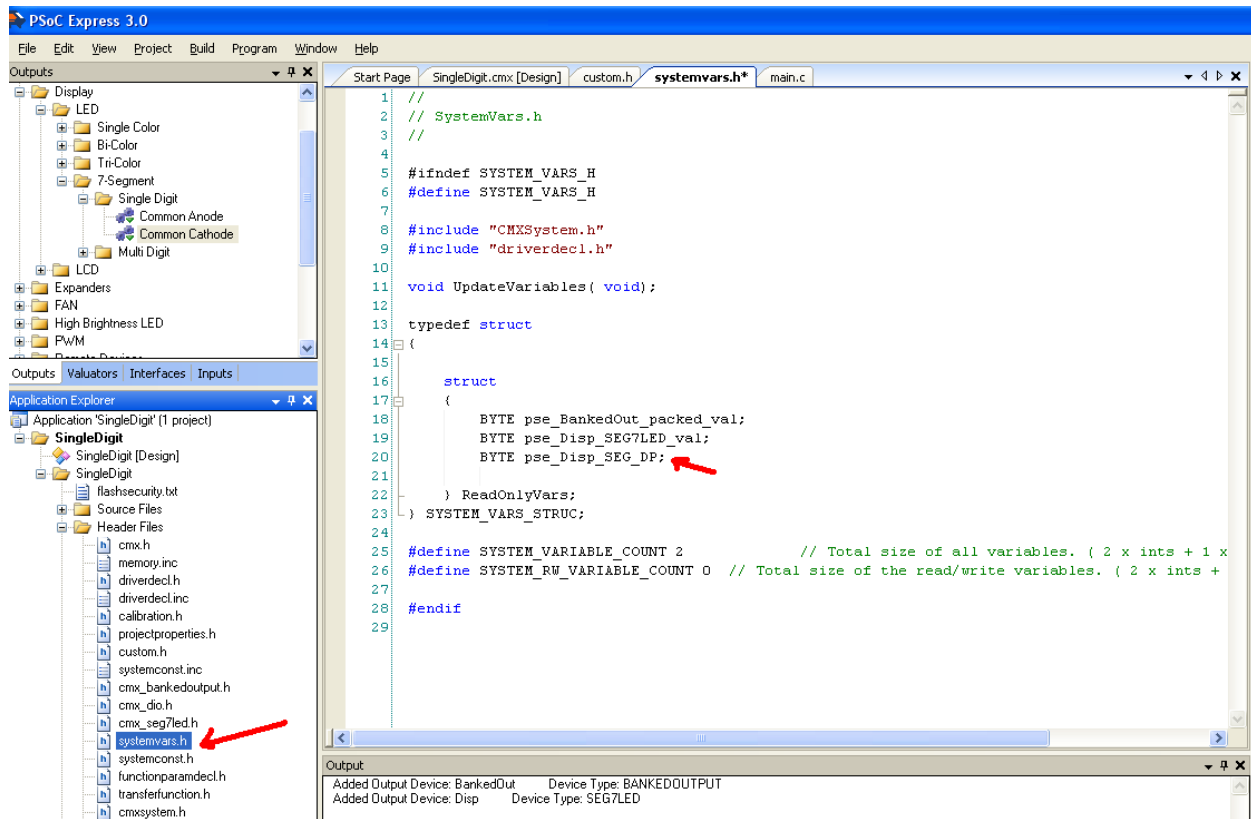 PSoC Express 3.0
File Edit View Project Build Program Window Help
Outputs
Display
LED
Single Color
Bi-Color
Tri-Color
7-Segment
Single Digit
Common Anode
Common Cathode
Multi Digit
LCD
Expanders
FAN
High Brightness LED
PWM
Outputs Valuators Interfaces Inputs
Application Explorer
Application 'SingleDigit' (1 project)
SingleDigit
SingleDigit [Design]
SingleDigit
flashsecurity.txt
Source Files
Header Files
cmx.h
memory.inc
driverdecl.h
driverdecl.inc
calibration.h
projectproperties.h
custom.h
systemconst.inc
cmx_bankedoutput.h
cmx_dio.h
cmx_seg7led.h
systemvars.h
systemconst.h
functionparamdecl.h
transferfunction.h
cmxsystem.h
Start Page SingleDigit.cmx [Design] custom.h systemvars.h* main.c
1 //
2 // SystemVars.h
3 //
4
5 #ifndef SYSTEM_VARS_H
6 #define SYSTEM_VARS_H
7
8 #include "CMXSystem.h"
9 #include "driverdecl.h"
10
11 void UpdateVariables( void);
12
13 typedef struct
14 {
15
16 struct
17 {
18 BYTE pse_BankedOut_packed_val;
19 BYTE pse_Disp_SEG7LED_val;
20 BYTE pse_Disp_SEG_DP;
21
22 } ReadOnlyVars;
23 } SYSTEM_VARS_STRUC;
24
25 #define SYSTEM_VARIABLE_COUNT 2 // Total size of all variables. ( 2 x ints + 1 x
26 #define SYSTEM_RW_VARIABLE_COUNT 0 // Total size of the read/write variables. ( 2 x ints +
27
28 #endif
29
Output
Added Output Device: BankedOut Device Type: BANKEDOUTPUT
Added Output Device: Disp Device Type: SEG7LED